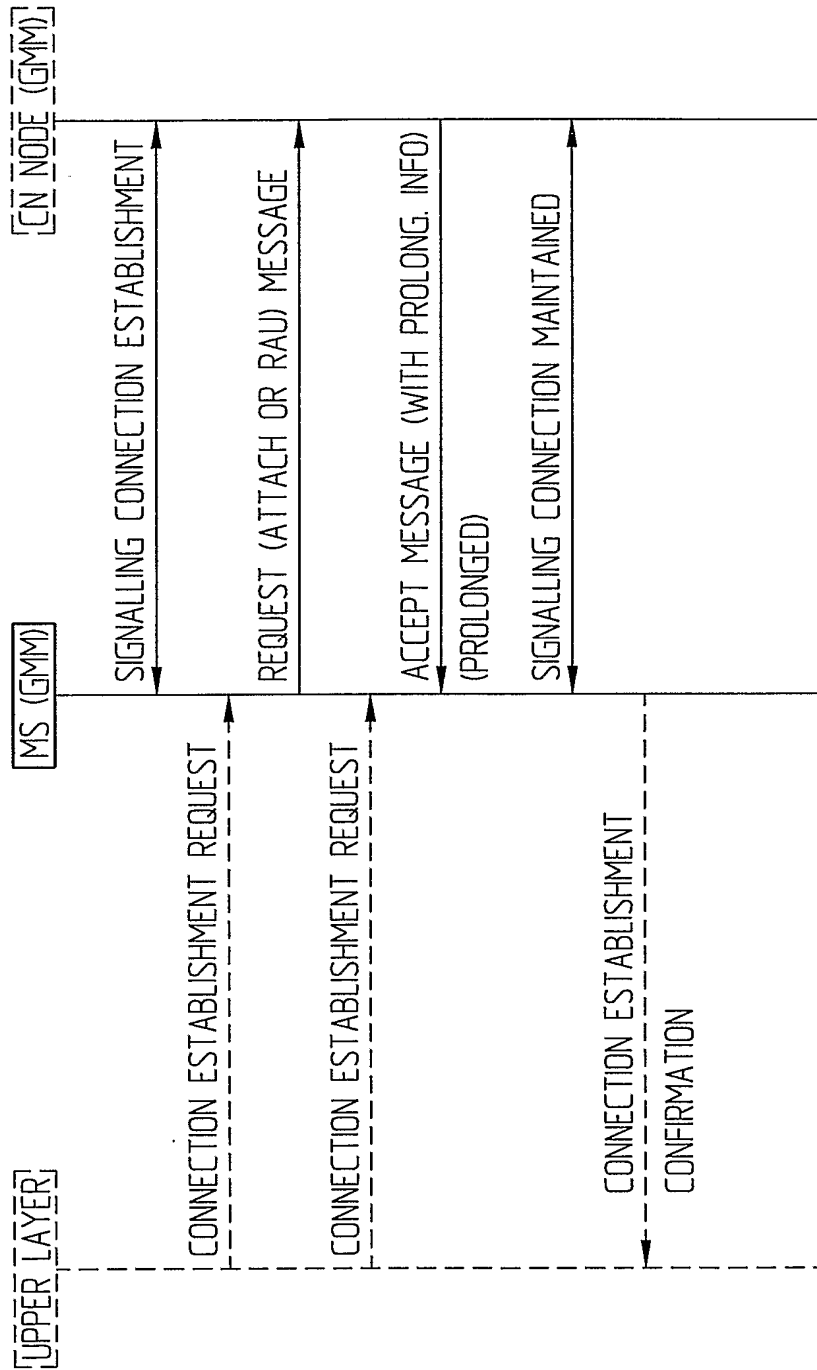 UPPER LAYER
MS (GMM)
CN NODE (GMM)
SIGNALLING CONNECTION ESTABLISHMENT
CONNECTION ESTABLISHMENT REQUEST
REQUEST (ATTACH OR RAU) MESSAGE
CONNECTION ESTABLISHMENT REQUEST
ACCEPT MESSAGE (WITH PROLONG. INFO)
(PROLONGED)
SIGNALLING CONNECTION MAINTAINED
CONNECTION ESTABLISHMENT
CONFIRMATION